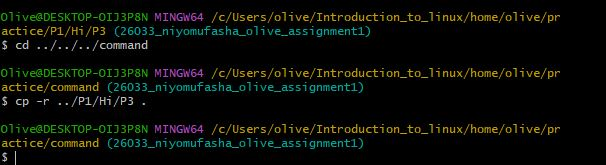 Olive@DESKTOP-OIJ3P8N MINGW64 /c/Users/olive/Introduction_to_linux/home/olive/pr
actice/P1/Hi/P3 (26033_niyomufasha_olive_assignment1)
$ cd ../../../command
Olive@DESKTOP-OIJ3P8N MINGW64 /c/Users/olive/Introduction_to_linux/home/olive/pr
actice/command (26033_niyomufasha_olive_assignment1)
$ cp -r ../P1/Hi/P3 .
Olive@DESKTOP-OIJ3P8N MINGW64 /c/Users/olive/Introduction_to_linux/home/olive/pr
actice/command (26033_niyomufasha_olive_assignment1)
$